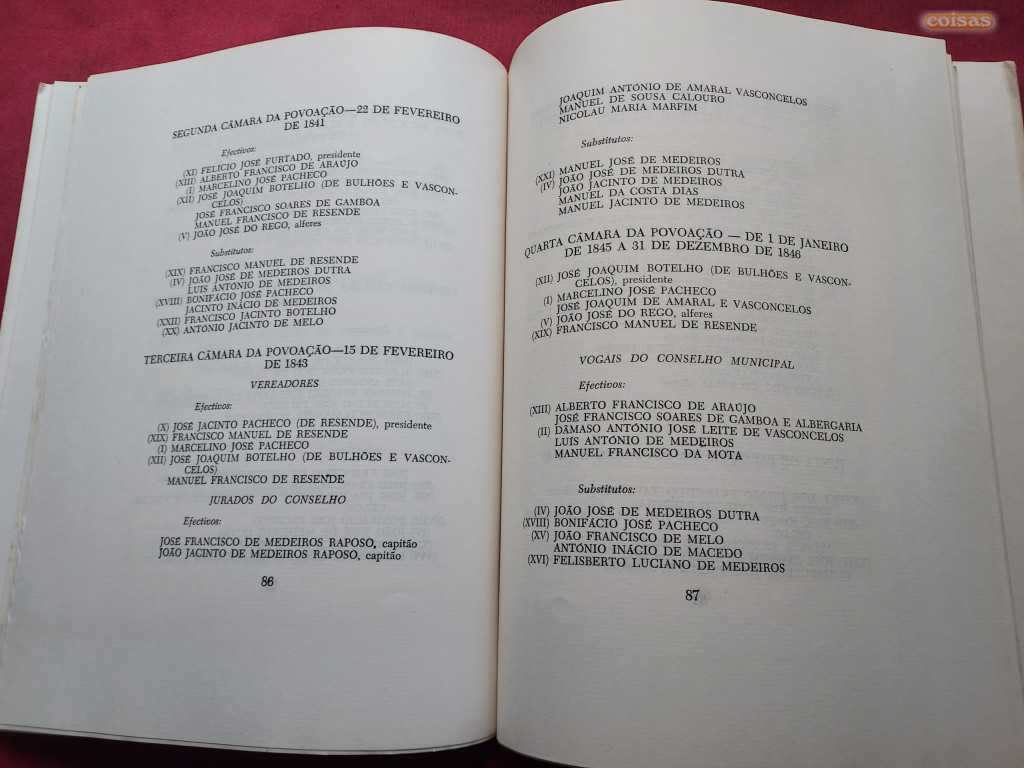 SEGUNDA CÂMARA DA POVOAÇÃO—22 DE FEVEREIRO
DE 1841
Efectivos:
(XI) FELÍCIO JOSÉ FURTADO, presidente
(XIII) ALBERTO FRANCISCO DE ARAÚJO
(I) MARCELINO JOSÉ PACHECO
(XII) JOSÉ JOAQUIM BOTELHO (DE BULHÕES E VASCON-
CELOS)
JOSÉ FRANCISCO SOARES DE GAMBOA
MANUEL FRANCISCO DE RESENDE
(V) JOÃO JOSÉ DO REGO, alferes
Substitutos:
(XIX) FRANCISCO MANUEL DE RESENDE
(IV) JOÃO JOSÉ DE MEDEIROS DUTRA
LUÍS ANTÓNIO DE MEDEIROS
(XVIII) BONIFÁCIO JOSÉ PACHECO
JACINTO INÁCIO DE MEDEIROS
(XXII) FRANCISCO JACINTO BOTELHO
(XX) ANTÓNIO JACINTO DE MELO
TERCEIRA CÂMARA DA POVOAÇÃO—15 DE FEVEREIRO
DE 1843
VEREADORES
Efectivos:
(X) JOSÉ JACINTO PACHECO (DE RESENDE), presidente
(XIX) FRANCISCO MANUEL DE RESENDE
(I) MARCELINO JOSÉ PACHECO
(XII) JOSÉ JOAQUIM BOTELHO (DE BULHÕES E VASCON-
CELOS)
MANUEL FRANCISCO DE RESENDE
JURADOS DO CONSELHO
Efectivos:
JOSÉ FRANCISCO DE MEDEIROS RAPOSO, capitão
JOÃO JACINTO DE MEDEIROS RAPOSO, capitão
86
JOAQUIM ANTÓNIO DE AMARAL VASCONCELOS
MANUEL DE SOUSA CALOURO
NICOLAU MARIA MARFIM
Substitutos:
(XXI) MANUEL JOSÉ DE MEDEIROS
(IV) JOÃO JOSÉ DE MEDEIROS DUTRA
JOÃO JACINTO DE MEDEIROS
MANUEL DA COSTA DIAS
MANUEL JACINTO DE MEDEIROS
QUARTA CÂMARA DA POVOAÇÃO — DE 1 DE JANEIRO
DE 1845 A 31 DE DEZEMBRO DE 1846
(XII) JOSÉ JOAQUIM BOTELHO (DE BULHÕES E VASCON-
CELOS), presidente
(I) MARCELINO JOSÉ PACHECO
JOSÉ JOAQUIM DE AMARAL E VASCONCELOS
(V) JOÃO JOSÉ DO REGO, alferes
(XIX) FRANCISCO MANUEL DE RESENDE
VOGAIS DO CONSELHO MUNICIPAL
Efectivos:
(XIII) ALBERTO FRANCISCO DE ARAÚJO
JOSÉ FRANCISCO SOARES DE GAMBOA E ALBERGARIA
(II) DÂMASO ANTÓNIO JOSÉ LEITE DE VASCONCELOS
LUÍS ANTÓNIO DE MEDEIROS
MANUEL FRANCISCO DA MOTA
Substitutos:
(IV) JOÃO JOSÉ DE MEDEIROS DUTRA
(XVIII) BONIFÁCIO JOSÉ PACHECO
(XV) JOÃO FRANCISCO DE MELO
ANTÓNIO INÁCIO DE MACEDO
(XVI) FELISBERTO LUCIANO DE MEDEIROS
87
coisas